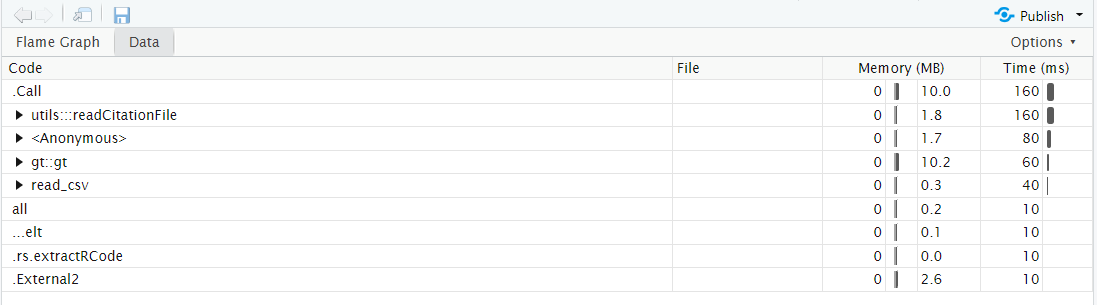 Publish
Flame Graph Data Options
Code File Memory (MB) Time (ms)
.Call 0 10.0 160
utils:::readCitationFile 0 1.8 160
<Anonymous> 0 1.7 80
gt::gt 0 10.2 60
read_csv 0 0.3 40
all 0 0.2 10
...elt 0 0.1 10
.rs.extractRCode 0 0.0 10
.External2 0 2.6 10